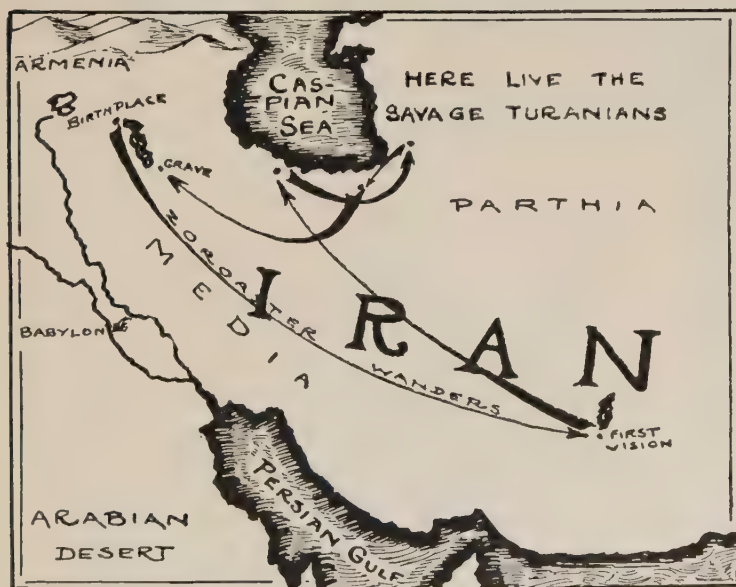 ARMENIA
CAS-
PIAN
SEA
HERE LIVE THE
SAVAGE TURANIANS
BIRTHPLACE
GRAVE
PARTHIA
ZOROASTER WANDERS
MEDIA
IRAN
BABYLON
FIRST
VISION
PERSIAN GULF
ARABIAN
DESERT